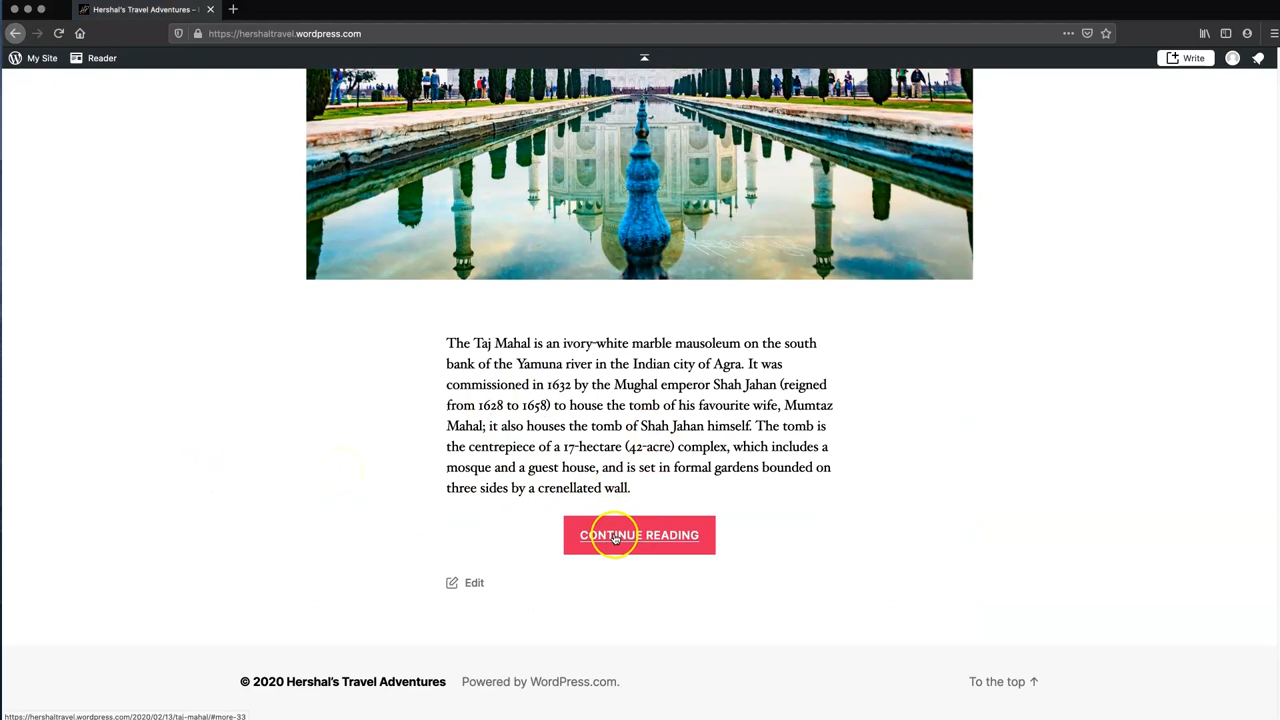 Hershal's Travel Adventures –
https://hershaltravel.wordpress.com
My Site
Reader
Write
The Taj Mahal is an ivory-white marble mausoleum on the south
bank of the Yamuna river in the Indian city of Agra. It was
commissioned in 1632 by the Mughal emperor Shah Jahan (reigned
from 1628 to 1658) to house the tomb of his favourite wife, Mumtaz
Mahal; it also houses the tomb of Shah Jahan himself. The tomb is
the centrepiece of a 17-hectare (42-acre) complex, which includes a
mosque and a guest house, and is set in formal gardens bounded on
three sides by a crenellated wall.
CONTINUE READING
Edit
© 2020 Hershal's Travel Adventures
Powered by WordPress.com.
To the top ↑
https://hershaltravel.wordpress.com/2020/02/13/taj-mahal/#more-33